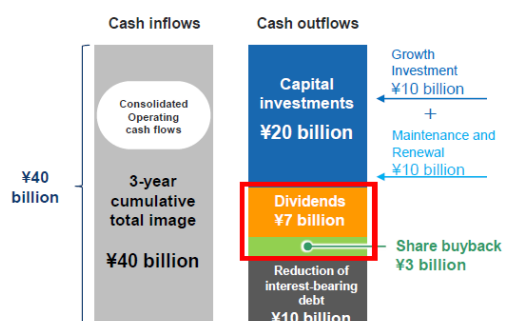 Cash inflows
Cash outflows
¥40
billion
Consolidated
Operating
cash flows
3-year
cumulative
total image
¥40 billion
Capital
investments
¥20 billion
Growth
Investment
¥10 billion
+
Maintenance and
Renewal
¥10 billion
Dividends
¥7 billion
Share buyback
¥3 billion
Reduction of
interest-bearing
debt
¥10 billion